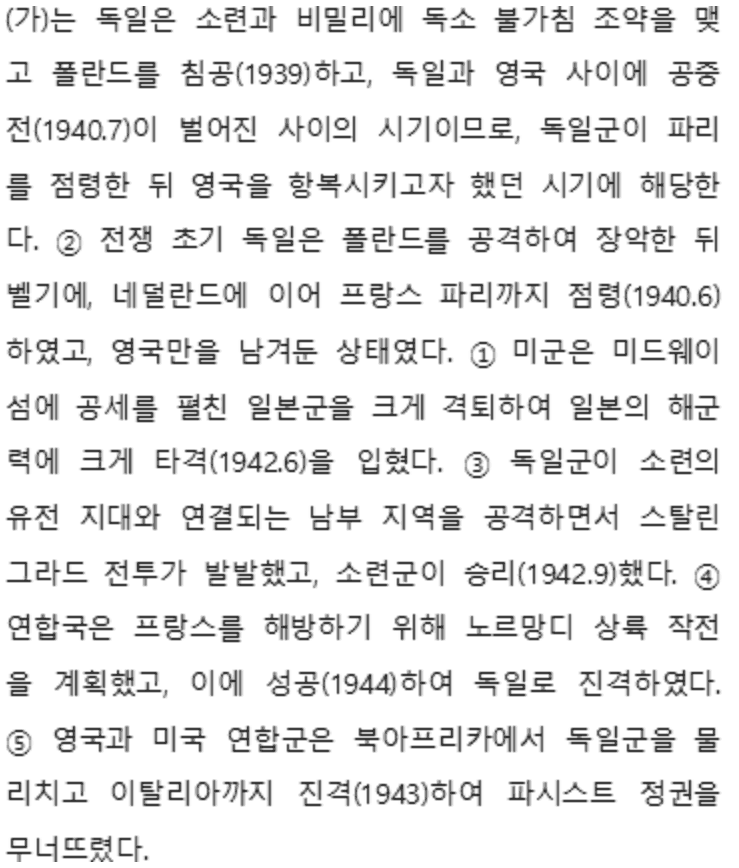 (가)는 독일은 소련과 비밀리에 독소 불가침 조약을 맺
고 폴란드를 침공(1939)하고, 독일과 영국 사이에 공중
전(1940.7)이 벌어진 사이의 시기이므로, 독일군이 파리
를 점령한 뒤 영국을 항복시키고자 했던 시기에 해당한
다. ② 전쟁 초기 독일은 폴란드를 공격하여 장악한 뒤
벨기에, 네덜란드에 이어 프랑스 파리까지 점령(1940.6)
하였고, 영국만을 남겨둔 상태였다. ① 미군은 미드웨이
섬에 공세를 펼친 일본군을 크게 격퇴하여 일본의 해군
력에 크게 타격(1942.6)을 입혔다. ③ 독일군이 소련의
유전 지대와 연결되는 남부 지역을 공격하면서 스탈린
그라드 전투가 발발했고, 소련군이 승리(1942.9)했다. ④
연합국은 프랑스를 해방하기 위해 노르망디 상륙 작전
을 계획했고, 이에 성공(1944)하여 독일로 진격하였다.
⑤ 영국과 미국 연합군은 북아프리카에서 독일군을 물
리치고 이탈리아까지 진격(1943)하여 파시스트 정권을
무너뜨렸다.